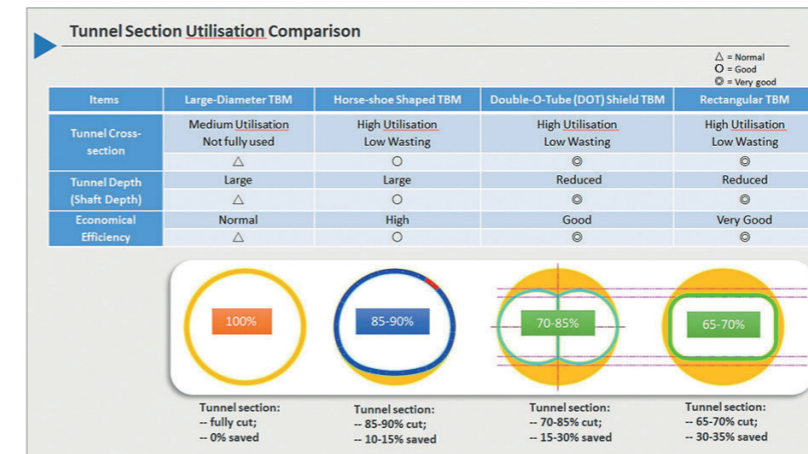 Tunnel Section Utilisation Comparison
△ = Normal
O = Good
◎ = Very good
Items Large-Diameter TBM Horse-shoe Shaped TBM Double-O-Tube (DOT) Shield TBM Rectangular TBM
Tunnel Cross-section Medium Utilisation High Utilisation High Utilisation High Utilisation
Not fully used Low Wasting Low Wasting Low Wasting
△ ○ ◎ ◎
Tunnel Depth Large Large Reduced Reduced
(Shaft Depth) △ ○ ◎ ◎
Economical Normal High Good Very Good
Efficiency △ ○ ◎ ◎
100% 85-90% 70-85% 65-70%
Tunnel section:
-- fully cut;
-- 0% saved
Tunnel section:
-- 85-90% cut;
-- 10-15% saved
Tunnel section:
-- 70-85% cut;
-- 15-30% saved
Tunnel section:
-- 65-70% cut;
-- 30-35% saved